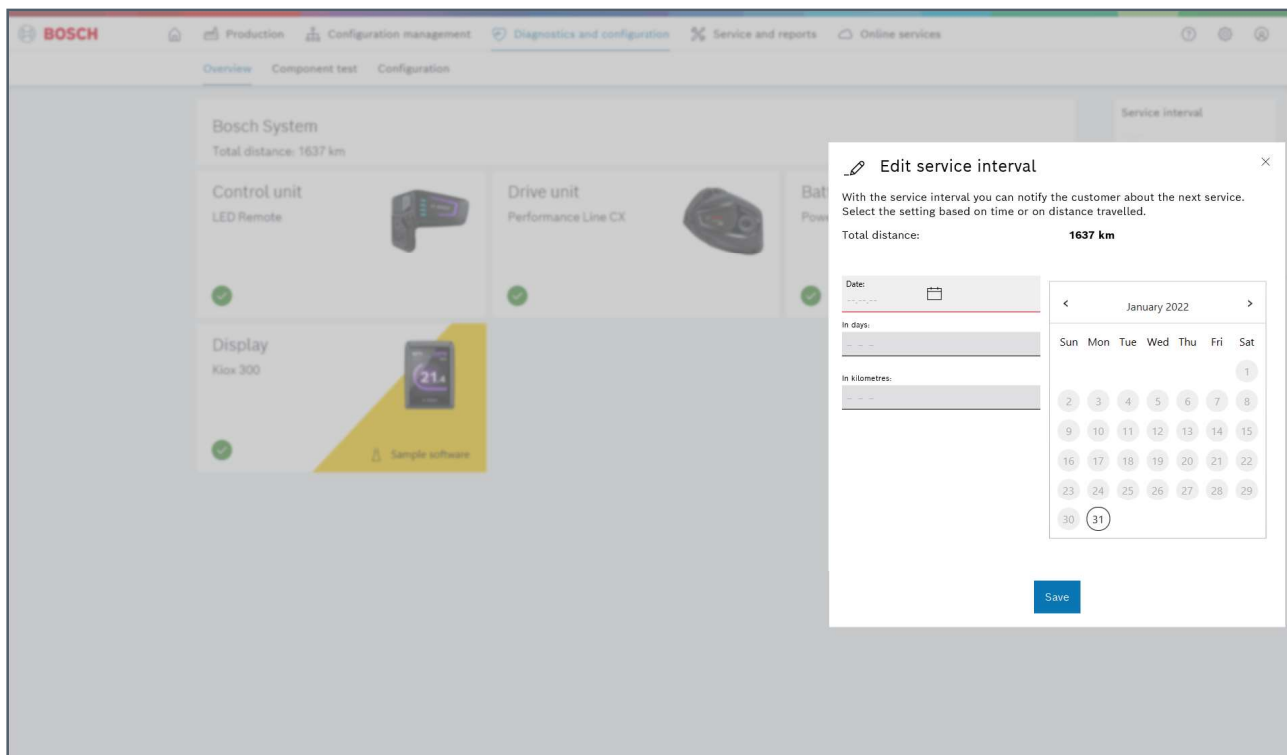 BOSCH Production Configuration management Diagnostics and configuration Service and reports Online services
Overview Component test Configuration
Bosch System
Total distance: 1637 km
Service interval
Control unit
LED Remote
Drive unit
Performance Line CX
Bat
Powe
Display
Kiox 300
21.4
Sample software
Edit service interval
With the service interval you can notify the customer about the next service.
Select the setting based on time or on distance travelled.
Total distance: 1637 km
Date:
--.--.--
In days:
– – –
In kilometres:
– – –
January 2022
Sun Mon Tue Wed Thu Fri Sat
1
2 3 4 5 6 7 8
9 10 11 12 13 14 15
16 17 18 19 20 21 22
23 24 25 26 27 28 29
30 31
Save